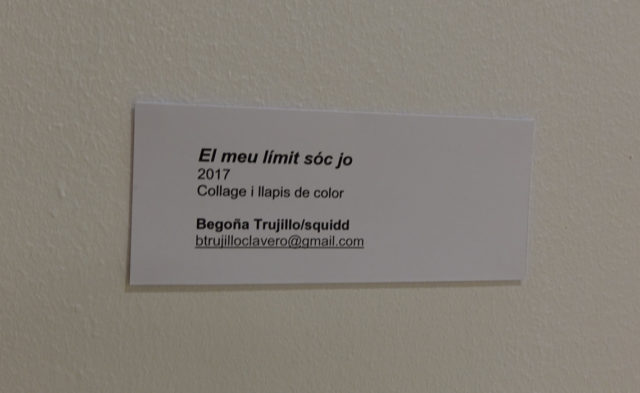 El meu límit sóc jo
2017
Collage i llapis de color
Begoña Trujillo/squidd
btrujilloclavero@gmail.com